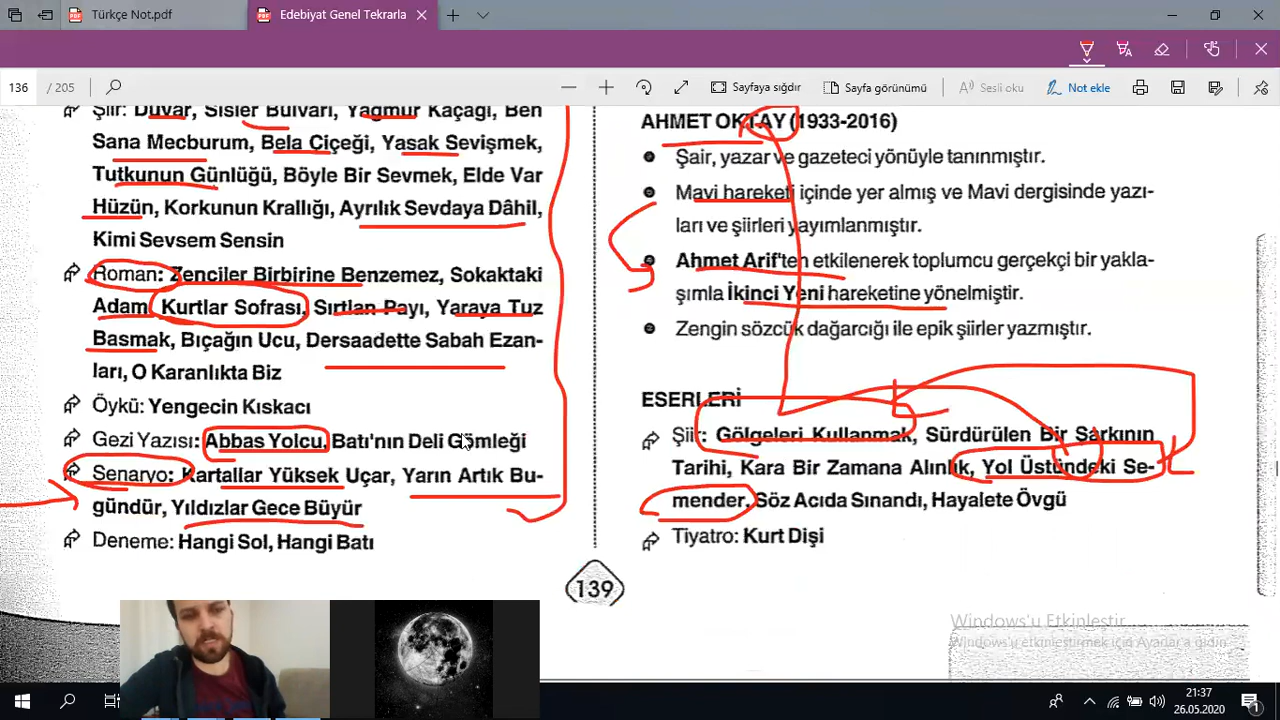 Türkçe Not.pdf
Edebiyat Genel Tekrarla
136 / 205
Sayfaya sığdır
Sayfa görünümü
Sesli oku
Not ekle
Şiir: Duvar, Sisler Bulvarı, Yağmur Kaçağı, Ben
Sana Mecburum, Bela Çiçeği, Yasak Sevişmek,
Tutkunun Günlüğü, Böyle Bir Sevmek, Elde Var
Hüzün, Korkunun Krallığı, Ayrılık Sevdaya Dâhil,
Kimi Sevsem Sensin
Roman: Zenciler Birbirine Benzemez, Sokaktaki
Adam, Kurtlar Sofrası, Sırtlan Payı, Yaraya Tuz
Basmak, Bıçağın Ucu, Dersaadette Sabah Ezan-
ları, O Karanlıkta Biz
Öykü: Yengecin Kıskacı
Gezi Yazısı: Abbas Yolcu, Batı'nın Deli Gömleği
Senaryo: Kartallar Yüksek Uçar, Yarın Artık Bu-
gündür, Yıldızlar Gece Büyür
Deneme: Hangi Sol, Hangi Batı
AHMET OKTAY (1933-2016)
Şair, yazar ve gazeteci yönüyle tanınmıştır.
Mavi hareketi içinde yer almış ve Mavi dergisinde yazı-
ları ve şiirleri yayımlanmıştır.
Ahmet Arif'ten etkilenerek toplumcu gerçekçi bir yakla-
şımla İkinci Yeni hareketine yönelmiştir.
Zengin sözcük dağarcığı ile epik şiirler yazmıştır.
ESERLERİ
Şiir: Gölgeleri Kullanmak, Sürdürülen Bir Şarkının
Tarihi, Kara Bir Zamana Alınlık, Yol Üstündeki Se-
mender, Söz Acıda Sınandı, Hayalete Övgü
Tiyatro: Kurt Dişi
139
Windows'u Etkinleştir
Windows'u etkinleştirmek için Ayarlar'a gidin.
21:37
26.05.2020
1